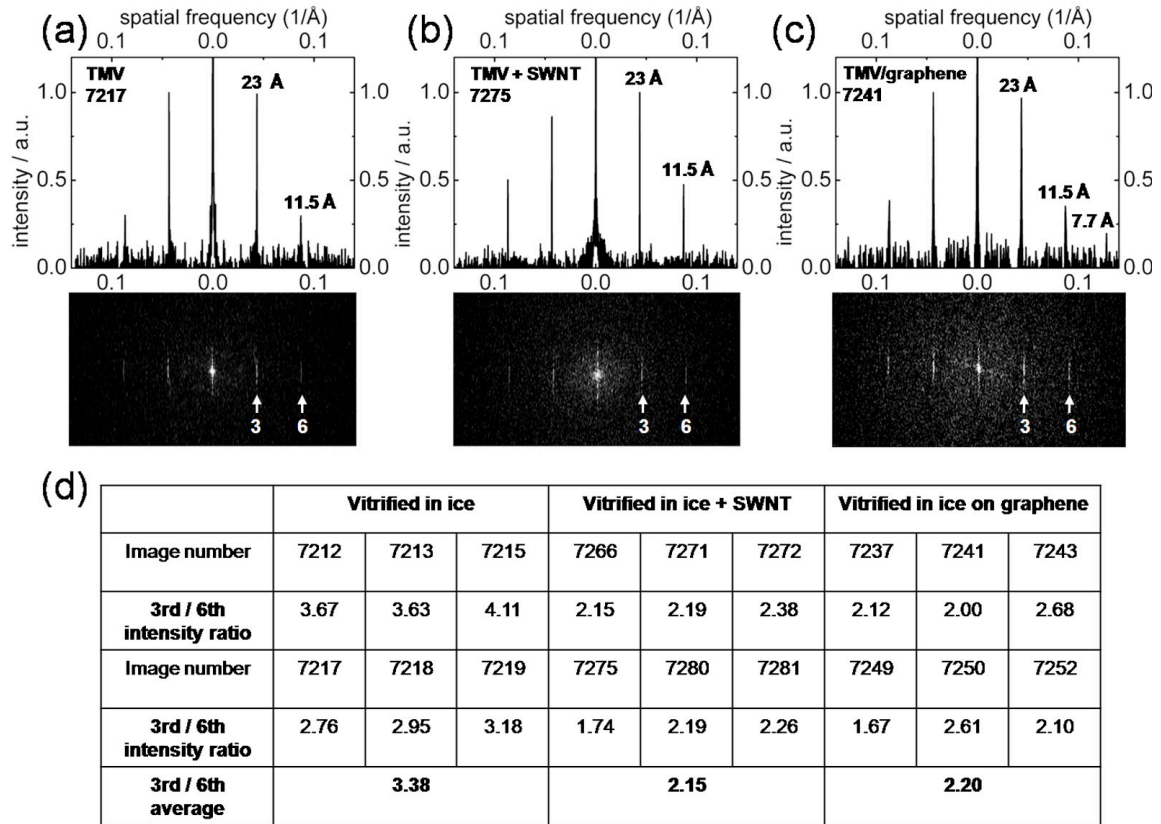 (a)
spatial frequency (1/Å)
0.1 0.0 0.1
TMV
7217
23 Å
11.5 Å
intensity / a.u.
1.0
0.5
0.0
1.0
0.5
0.0
0.1 0.0 0.1
3 6
(b)
spatial frequency (1/Å)
0.1 0.0 0.1
TMV + SWNT
7275
23 Å
11.5 Å
intensity / a.u.
1.0
0.5
0.0
1.0
0.5
0.0
0.1 0.0 0.1
3 6
(c)
spatial frequency (1/Å)
0.1 0.0 0.1
TMV/graphene
7241
23 Å
11.5 Å
7.7 Å
intensity / a.u.
1.0
0.5
0.0
1.0
0.5
0.0
0.1 0.0 0.1
3 6
(d)
Vitrified in ice Vitrified in ice + SWNT Vitrified in ice on graphene
Image number 7212 7213 7215 7266 7271 7272 7237 7241 7243
3rd / 6th
intensity ratio 3.67 3.63 4.11 2.15 2.19 2.38 2.12 2.00 2.68
Image number 7217 7218 7219 7275 7280 7281 7249 7250 7252
3rd / 6th
intensity ratio 2.76 2.95 3.18 1.74 2.19 2.26 1.67 2.61 2.10
3rd / 6th
average 3.38 2.15 2.20